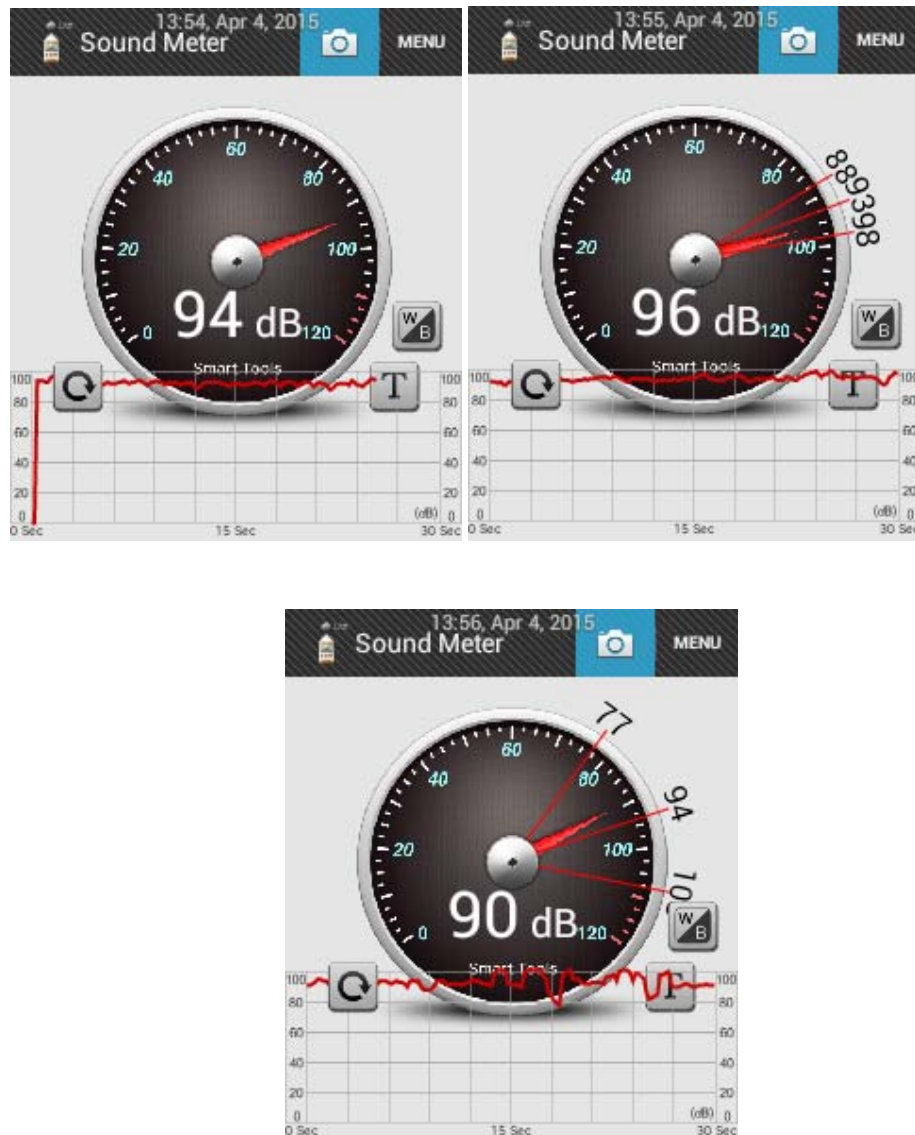 13:54, Apr 4, 2015
Sound Meter
MENU
60
40
80
20
100
0
120
94 dB
Smart Tools
W
B
T
100
80
60
40
20
0
100
80
60
40
20
(dB) 0
0 Sec
15 Sec
30 Sec
13:55, Apr 4, 2015
Sound Meter
MENU
88
93
98
60
40
80
20
100
0
120
96 dB
Smart Tools
W
B
T
100
80
60
40
20
0
100
80
60
40
20
(dB) 0
0 Sec
15 Sec
30 Sec
13:56, Apr 4, 2015
Sound Meter
MENU
77
94
60
40
80
20
100
0
120
90 dB
Smart Tools
W
B
T
100
80
60
40
20
0
100
80
60
40
20
(dB) 0
0 Sec
15 Sec
30 Sec